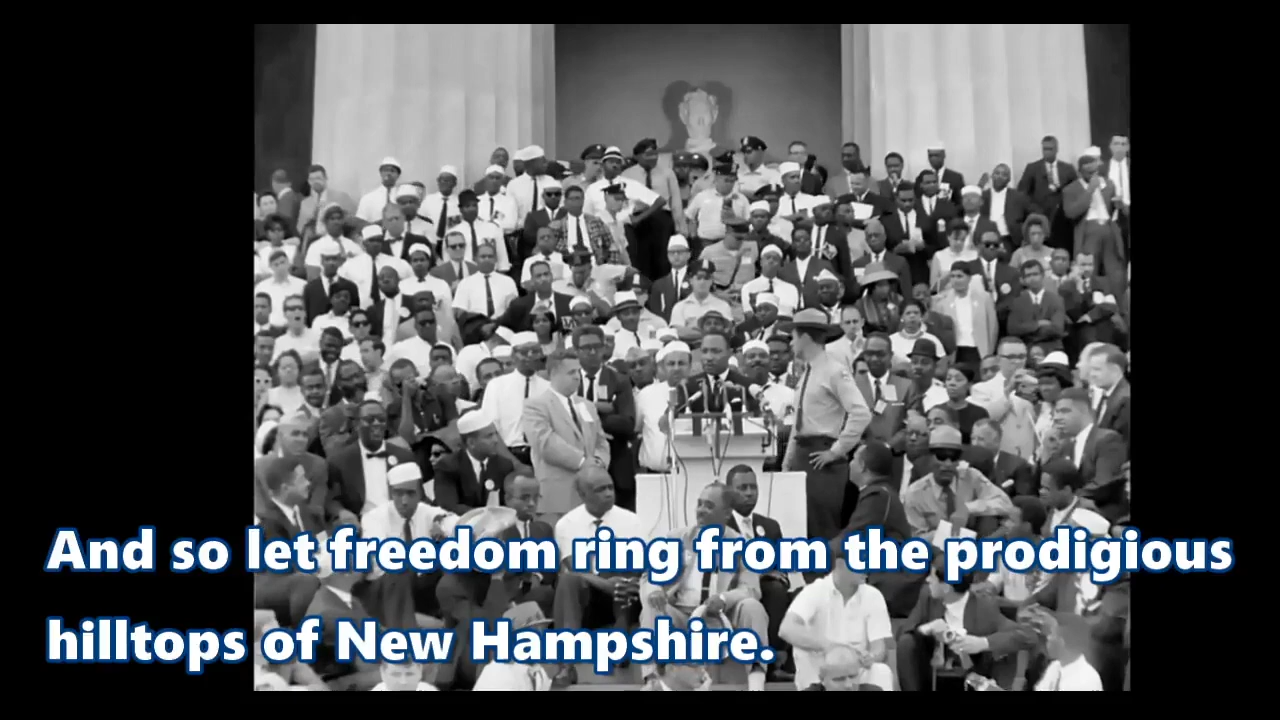 And so let freedom ring from the prodigious
hilltops of New Hampshire.